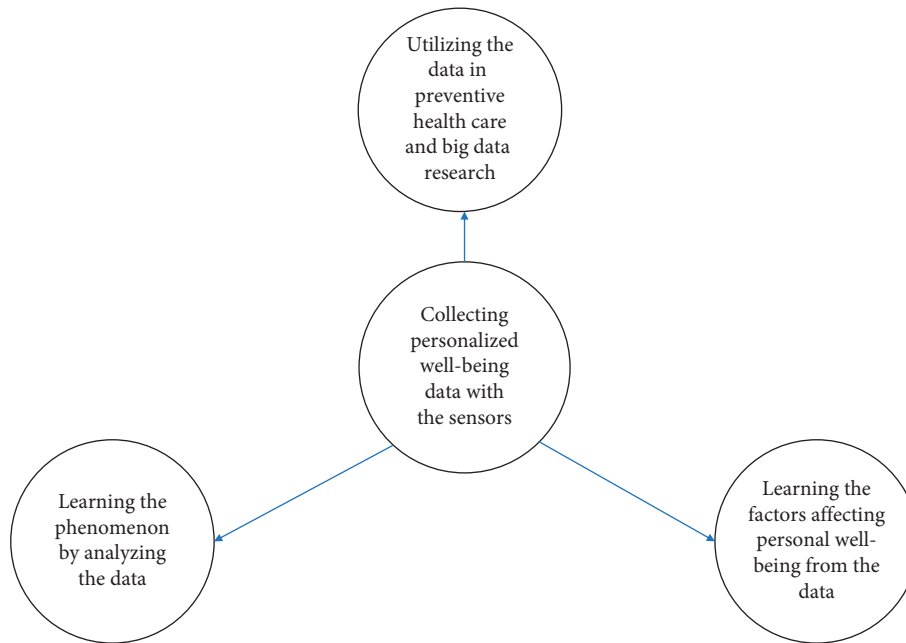 Utilizing the
data in
preventive
health care
and big data
research
Collecting
personalized
well-being
data with
the sensors
Learning the
phenomenon
by analyzing
the data
Learning the
factors affecting
personal well-
being from the
data